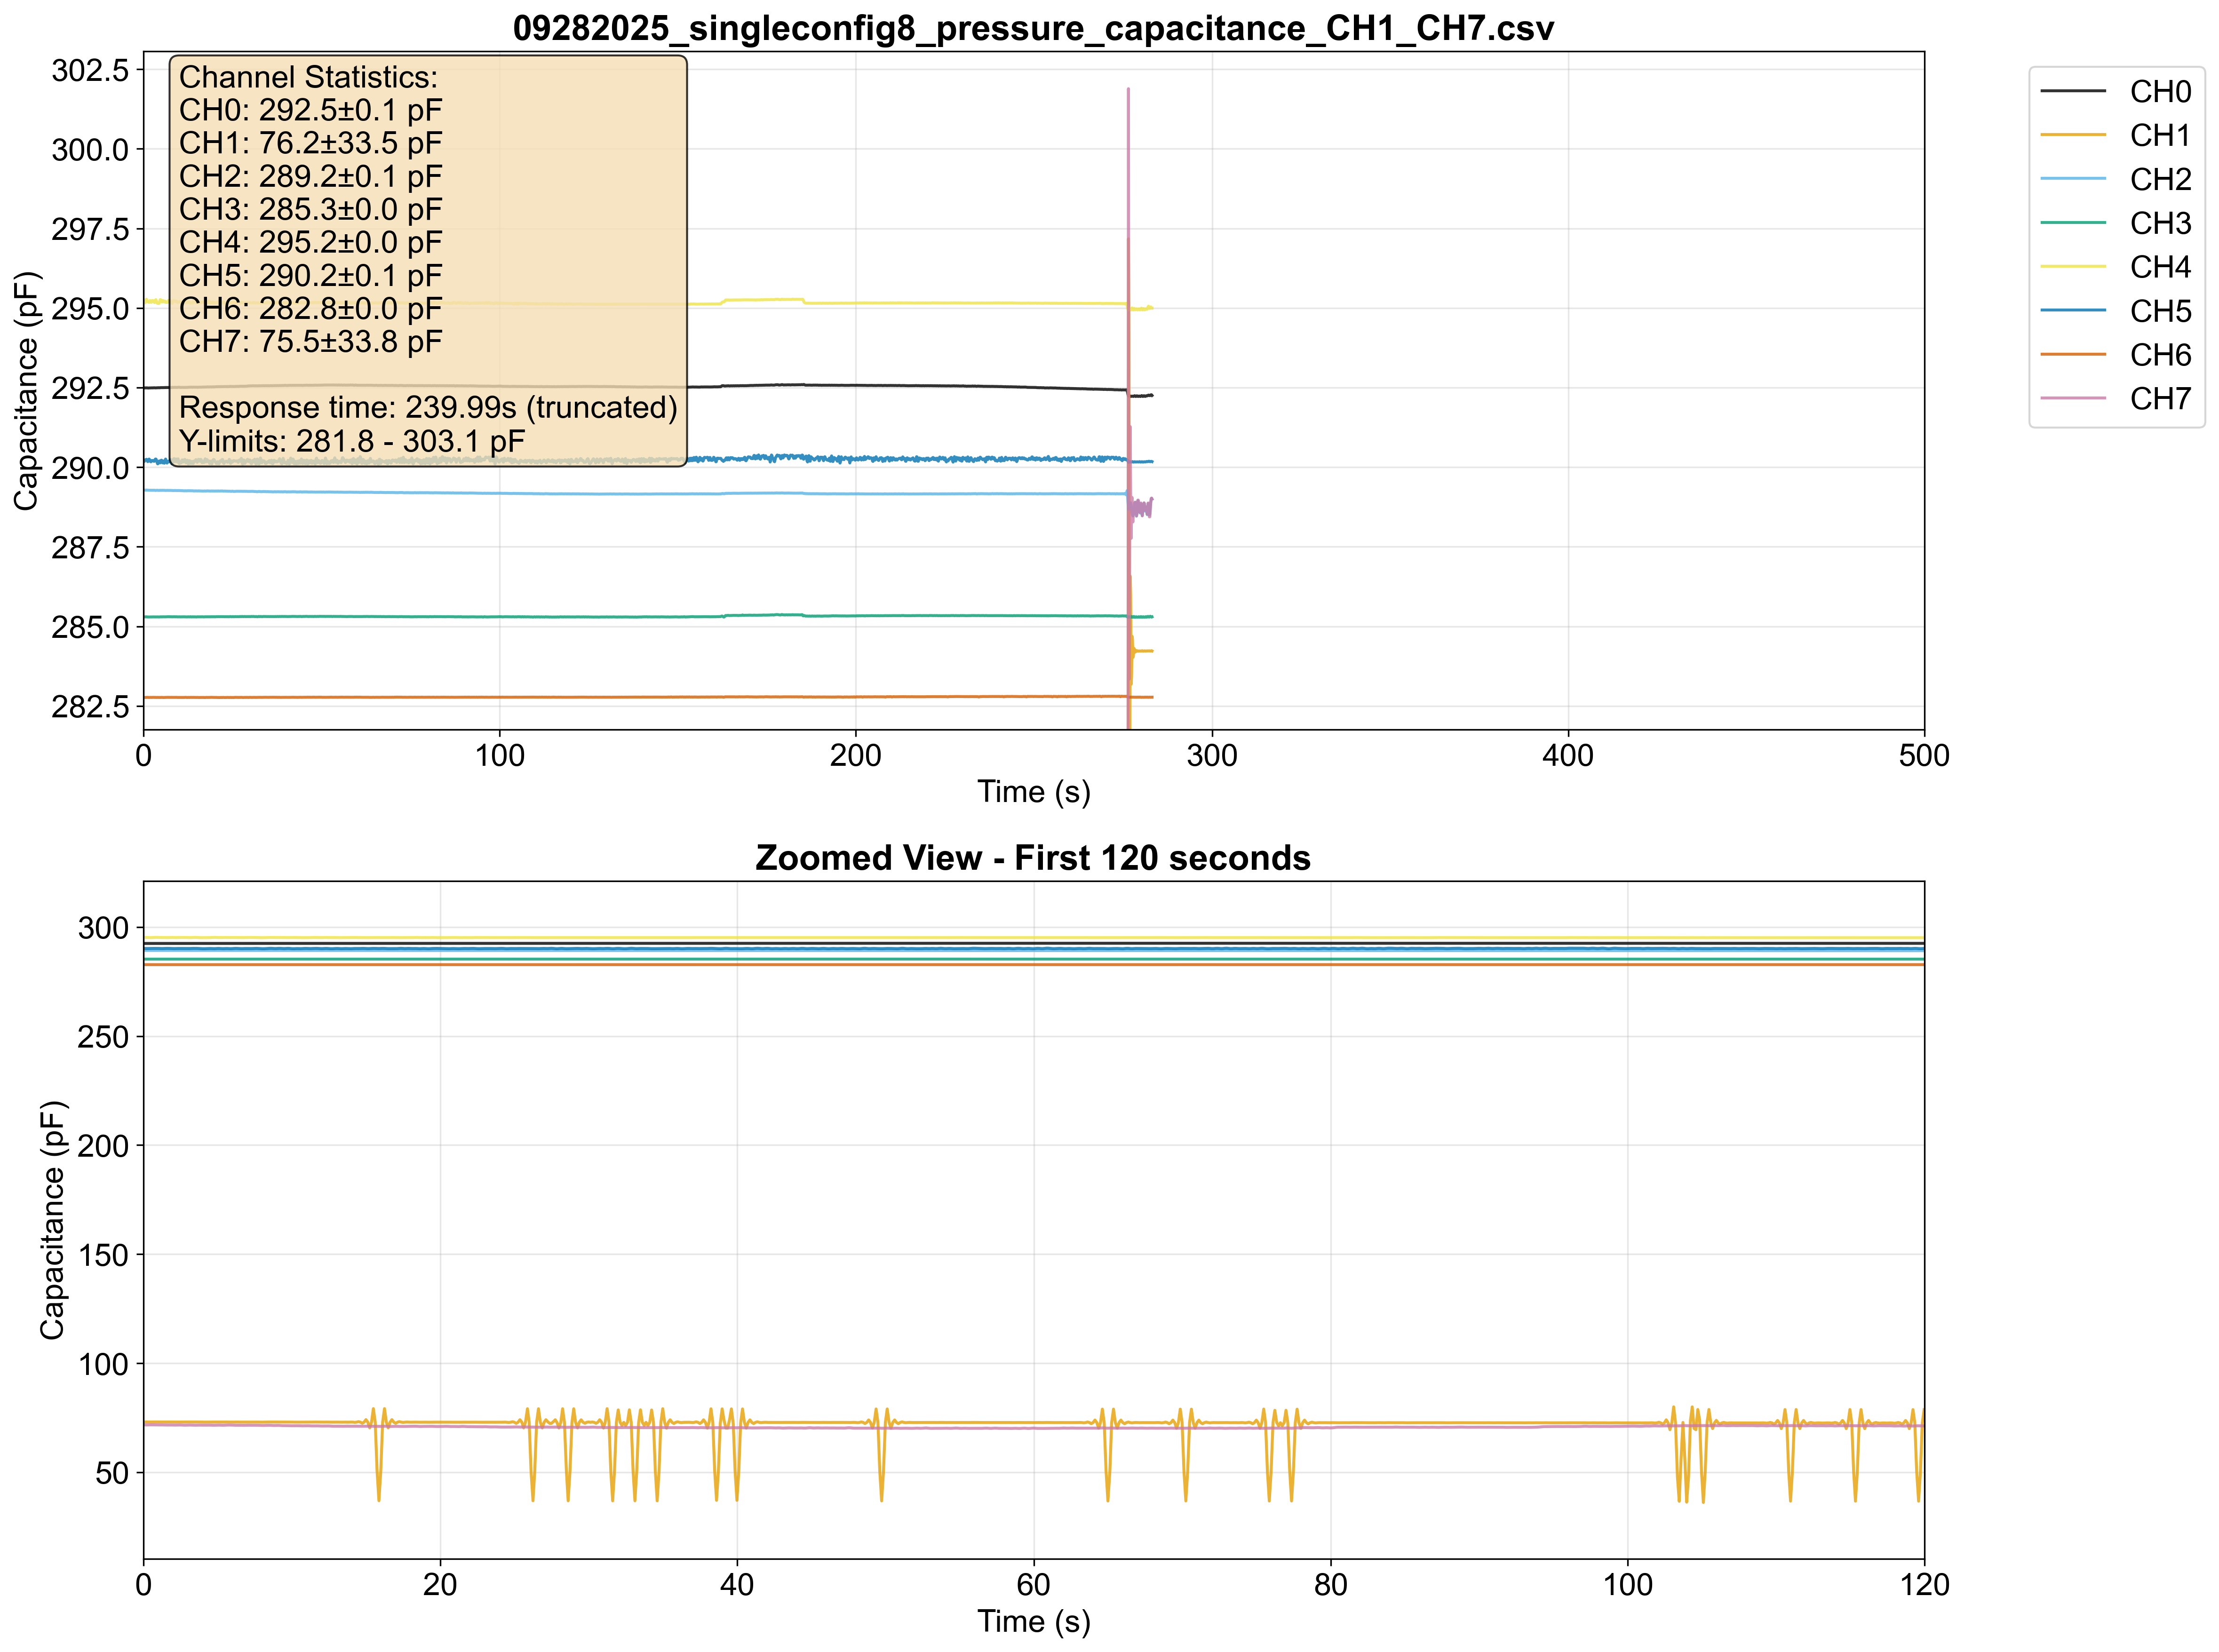 09282025_singleconfig8_pressure_capacitance_CH1_CH7.csv
Capacitance (pF)
302.5
300.0
297.5
295.0
292.5
290.0
287.5
285.0
282.5
Channel Statistics:
CH0: 292.5±0.1 pF
CH1: 76.2±33.5 pF
CH2: 289.2±0.1 pF
CH3: 285.3±0.0 pF
CH4: 295.2±0.0 pF
CH5: 290.2±0.1 pF
CH6: 282.8±0.0 pF
CH7: 75.5±33.8 pF
Response time: 239.99s (truncated)
Y-limits: 281.8 - 303.1 pF
CH0
CH1
CH2
CH3
CH4
CH5
CH6
CH7
0 100 200 300 400 500
Time (s)
Zoomed View - First 120 seconds
Capacitance (pF)
300
250
200
150
100
50
0 20 40 60 80 100 120
Time (s)